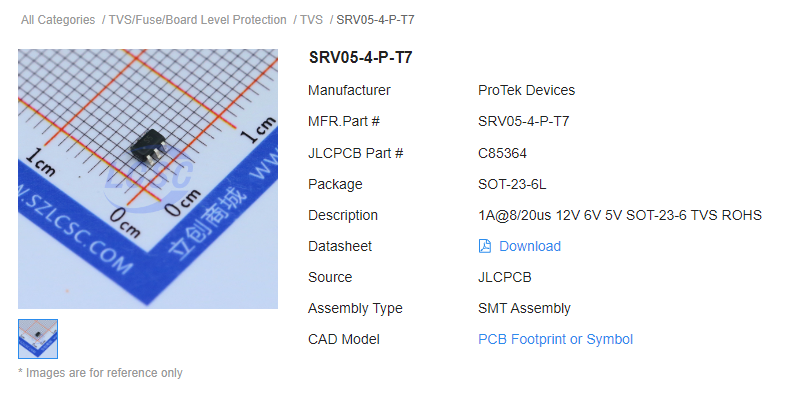 All Categories / TVS/Fuse/Board Level Protection / TVS / SRV05-4-P-T7
SRV05-4-P-T7
Manufacturer ProTek Devices
MFR.Part # SRV05-4-P-T7
JLCPCB Part # C85364
Package SOT-23-6L
Description 1A@8/20us 12V 6V 5V SOT-23-6 TVS ROHS
Datasheet Download
Source JLCPCB
Assembly Type SMT Assembly
CAD Model PCB Footprint or Symbol
1cm
1cm
0cm
0cm
WWW.SZLCSC.COM
立创商城
* Images are for reference only